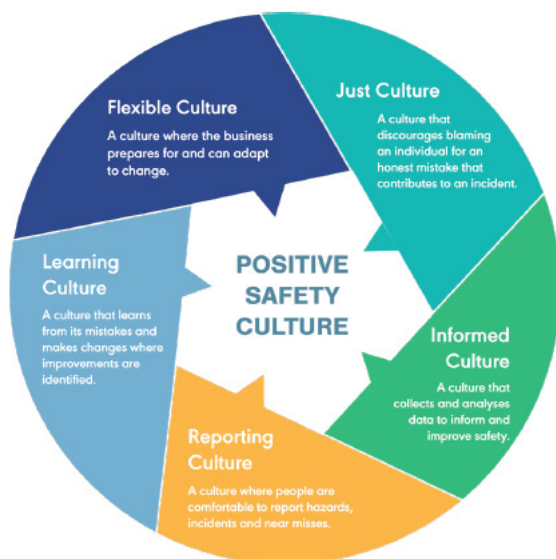 Flexible Culture
A culture where the business
prepares for and can adapt
to change.
Just Culture
A culture that
discourages blaming
an individual for an
honest mistake that
contributes to an incident.
Informed
Culture
A culture that
collects and analyses
data to inform and
improve safety.
Reporting
Culture
A culture where people are
comfortable to report hazards,
incidents and near misses.
Learning
Culture
A culture that learns
from its mistakes and
makes changes where
improvements are
identified.
POSITIVE
SAFETY
CULTURE